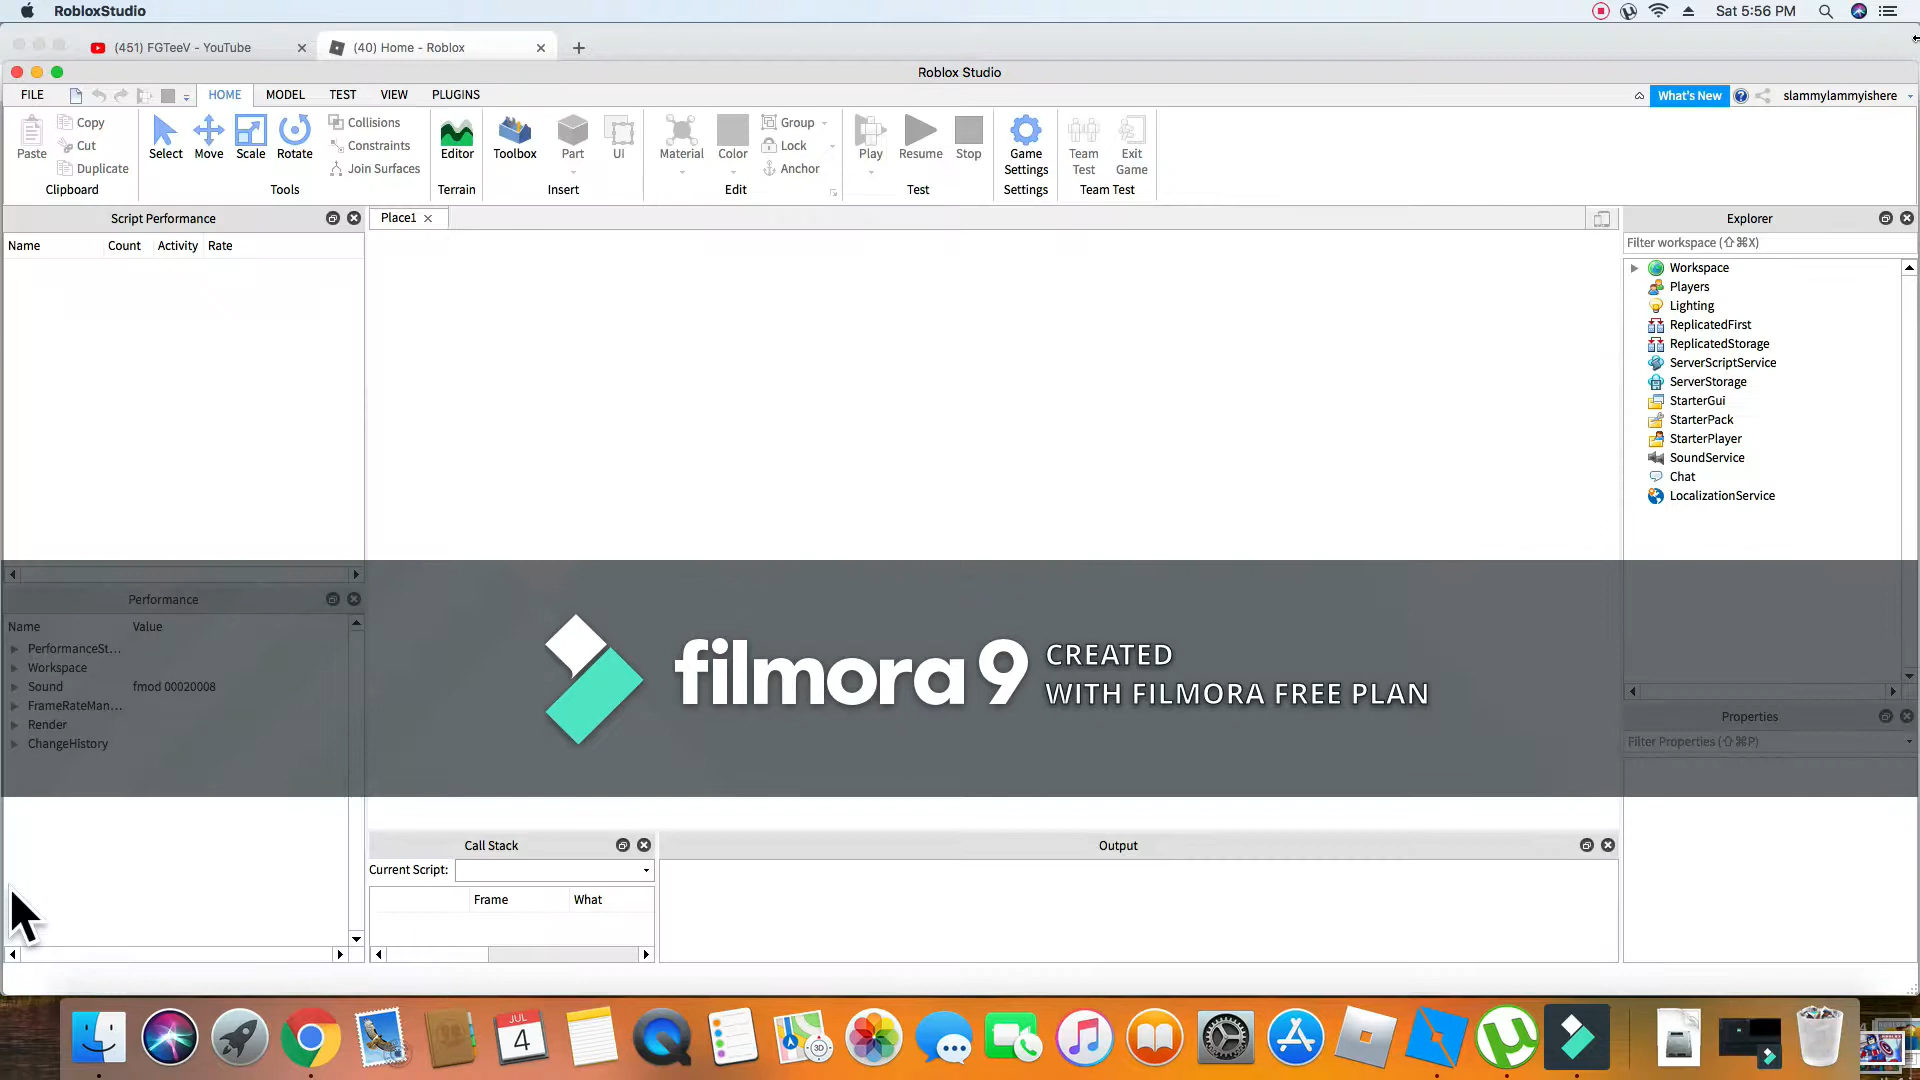 RobloxStudio
Sat 5:56 PM
(451) FGTeeV - YouTube
(40) Home - Roblox
Roblox Studio
FILE
HOME
MODEL
TEST
VIEW
PLUGINS
What's New
slammylammyishere
Paste
Copy
Cut
Duplicate
Clipboard
Select
Move
Scale
Rotate
Collisions
Constraints
Join Surfaces
Tools
Editor
Terrain
Toolbox
Part
UI
Insert
Material
Color
Group
Lock
Anchor
Edit
Play
Resume
Stop
Test
Game Settings
Settings
Team Test
Exit Game
Team Test
Script Performance
Name Count Activity Rate
Place1
Explorer
Filter workspace (⇧⌘X)
Workspace
Players
Lighting
ReplicatedFirst
ReplicatedStorage
ServerScriptService
ServerStorage
StarterGui
StarterPack
StarterPlayer
SoundService
Chat
LocalizationService
Performance
Name Value
PerformanceSt...
Workspace
Sound fmod 00020008
FrameRateMan...
Render
ChangeHistory
filmora 9
CREATED
WITH FILMORA FREE PLAN
Properties
Filter Properties (⇧⌘P)
Call Stack
Current Script:
Frame What
Output
JUL
4
3D